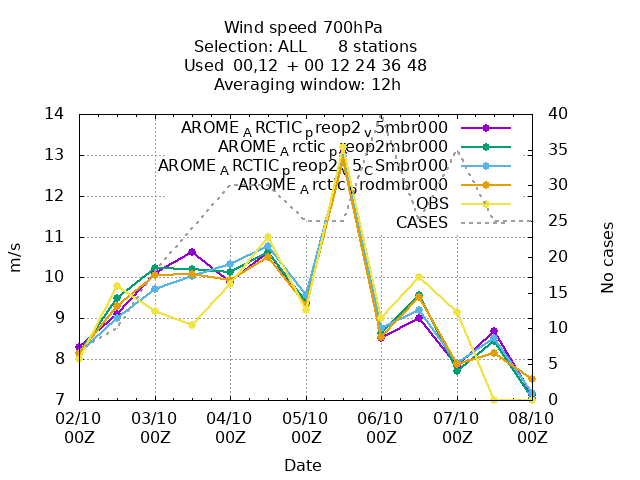 Wind speed 700hPa
Selection: ALL 8 stations
Used 00,12 + 00 12 24 36 48
Averaging window: 12h
14 40
AROME_ARCTIC_preop2_v_5mbr000
13 35
AROME_Arctic_preop2mbr000
AROME_ARCTIC_preop2_v_5_CSmbr000
12 30
AROME_Arctic_prodmbr000
OBS
CASES
11 25
10 20
9 15
8 10
5
7 0
m/s
No cases
02/10 03/10 04/10 05/10 06/10 07/10 08/10
00Z 00Z 00Z 00Z 00Z 00Z 00Z
Date